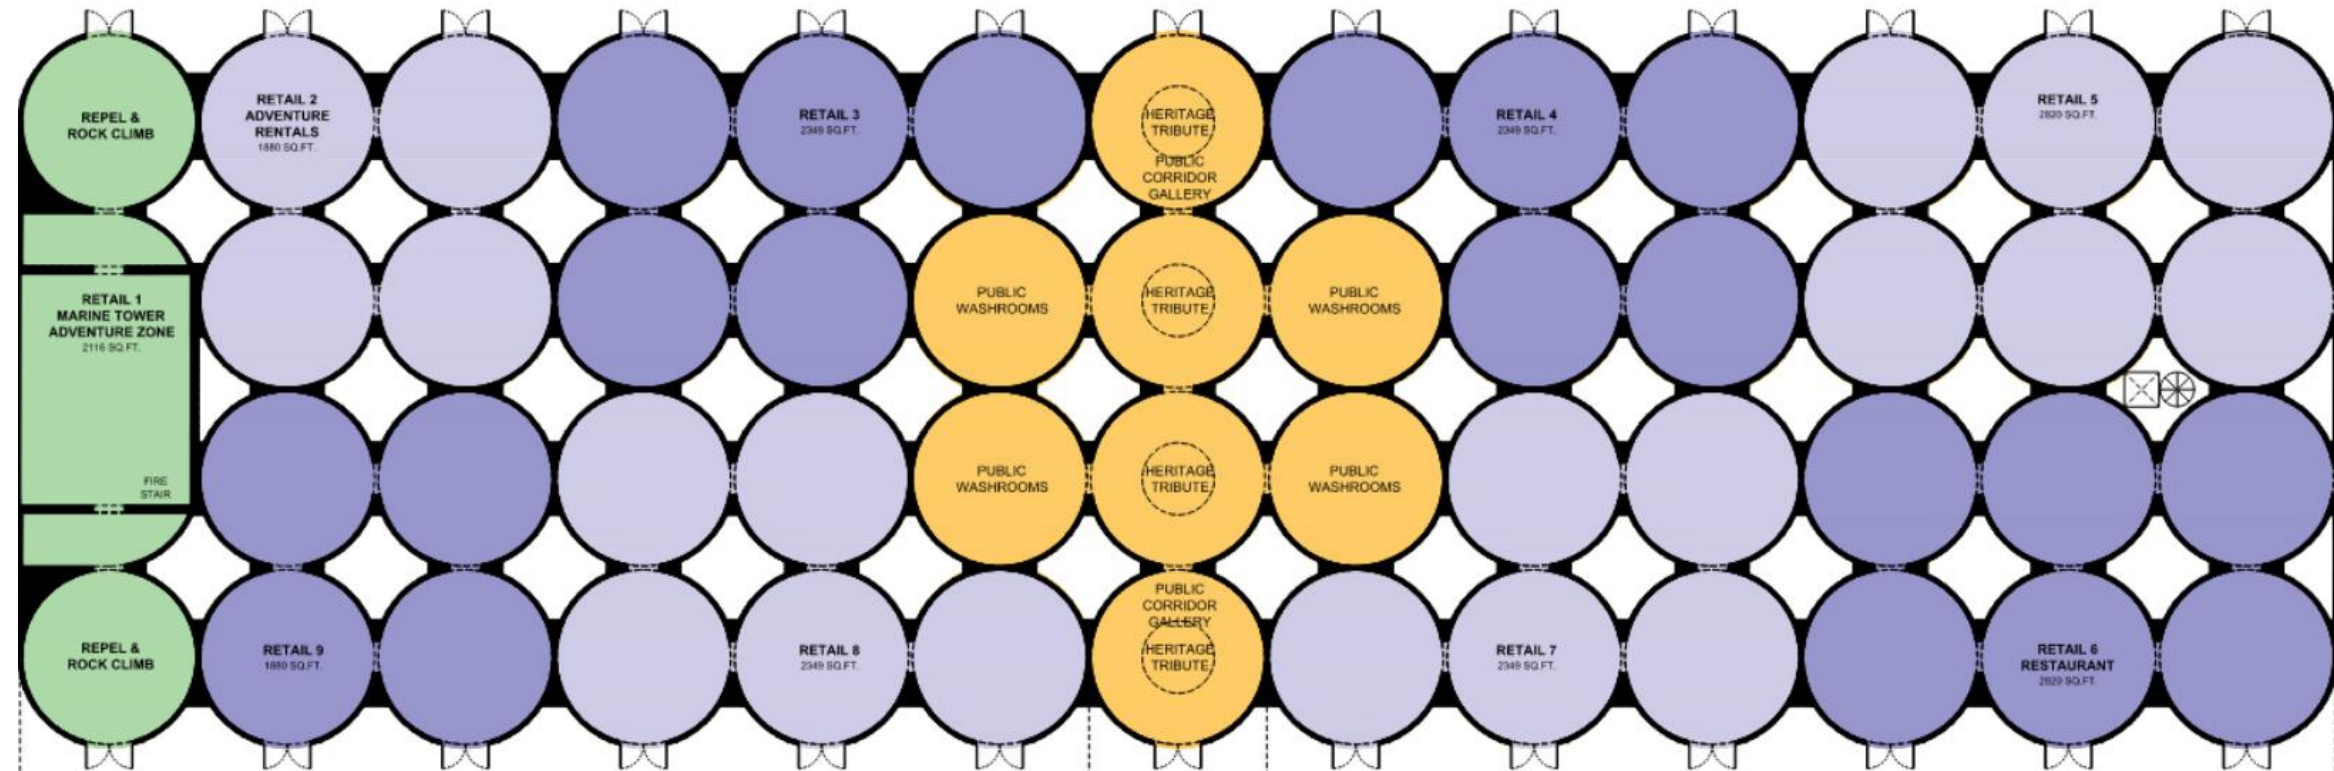 REPEL &
ROCK CLIMB
RETAIL 2
ADVENTURE
RENTALS
1880 SQ.FT.
RETAIL 3
2349 SQ.FT.
HERITAGE
TRIBUTE
PUBLIC
CORRIDOR
GALLERY
RETAIL 4
2349 SQ.FT.
RETAIL 5
2820 SQ.FT.
RETAIL 1
MARINE TOWER
ADVENTURE ZONE
2116 SQ.FT.
PUBLIC
WASHROOMS
HERITAGE
TRIBUTE
PUBLIC
WASHROOMS
FIRE
STAIR
PUBLIC
WASHROOMS
HERITAGE
TRIBUTE
PUBLIC
WASHROOMS
REPEL &
ROCK CLIMB
RETAIL 9
1880 SQ.FT.
RETAIL 8
2349 SQ.FT.
PUBLIC
CORRIDOR
GALLERY
HERITAGE
TRIBUTE
RETAIL 7
2349 SQ.FT.
RETAIL 6
RESTAURANT
2820 SQ.FT.